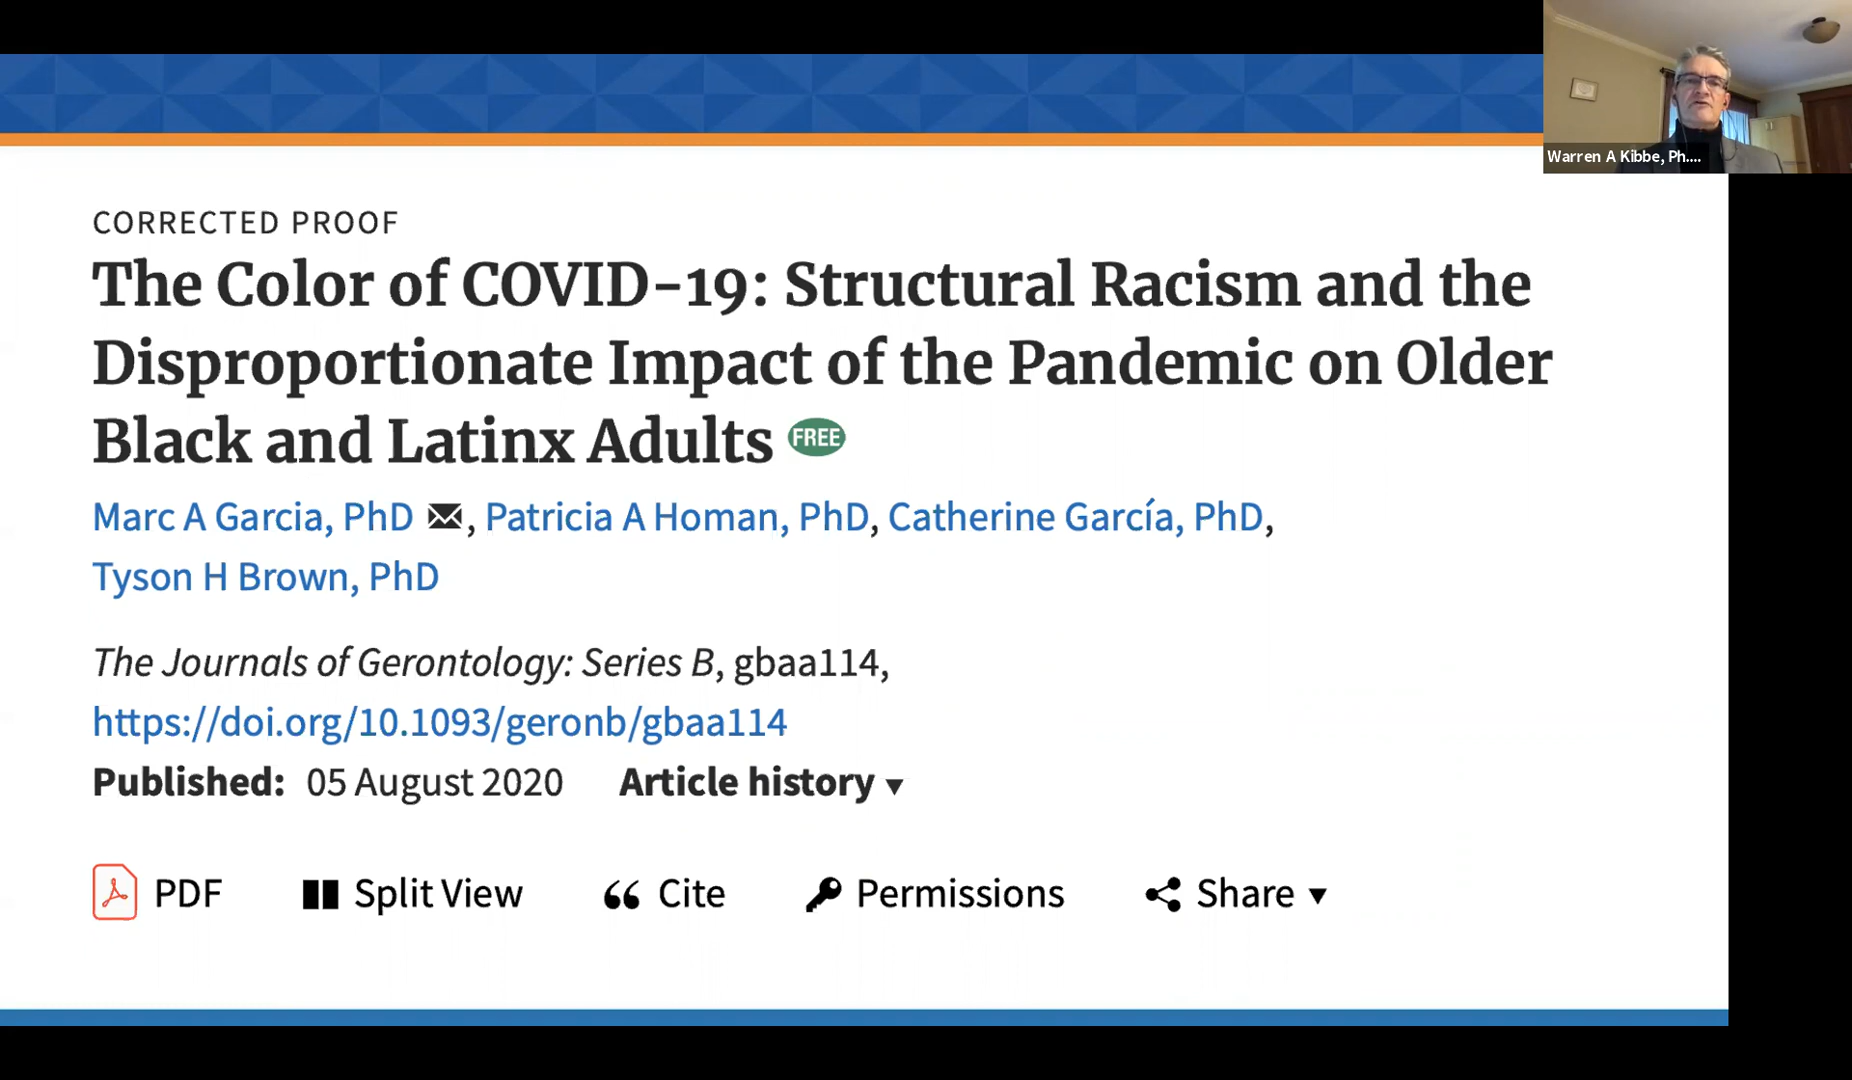 Warren A Kibbe, Ph....
CORRECTED PROOF
The Color of COVID-19: Structural Racism and the
Disproportionate Impact of the Pandemic on Older
Black and Latinx Adults FREE
Marc A Garcia, PhD, Patricia A Homan, PhD, Catherine García, PhD,
Tyson H Brown, PhD
The Journals of Gerontology: Series B, gbaa114,
https://doi.org/10.1093/geronb/gbaa114
Published: 05 August 2020 Article history ▼
PDF Split View Cite Permissions Share ▼